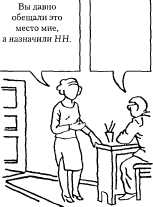 Вы давно
обещали это
место мне,
а назначили НН.